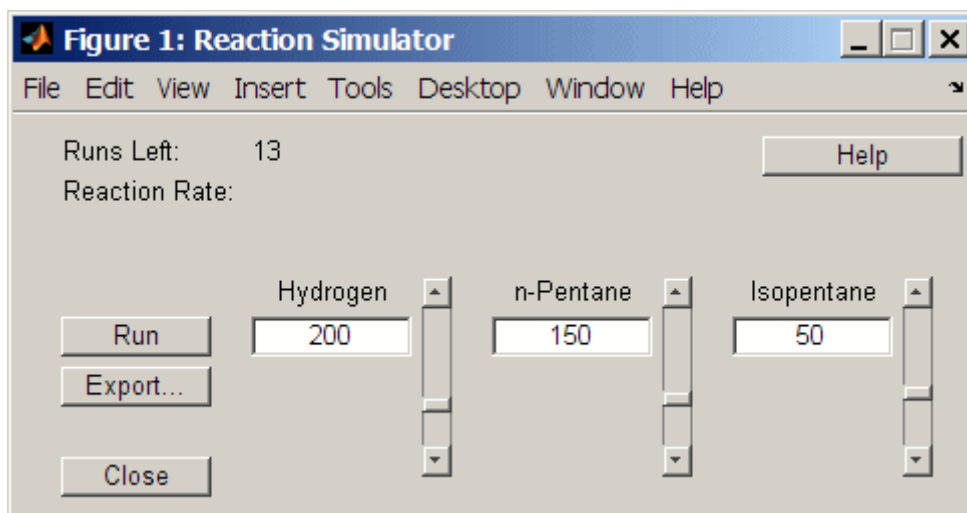 Figure 1: Reaction Simulator
File Edit View Insert Tools Desktop Window Help
Runs Left: 13
Help
Reaction Rate:
Hydrogen n-Pentane Isopentane
Run 200 150 50
Export...
Close